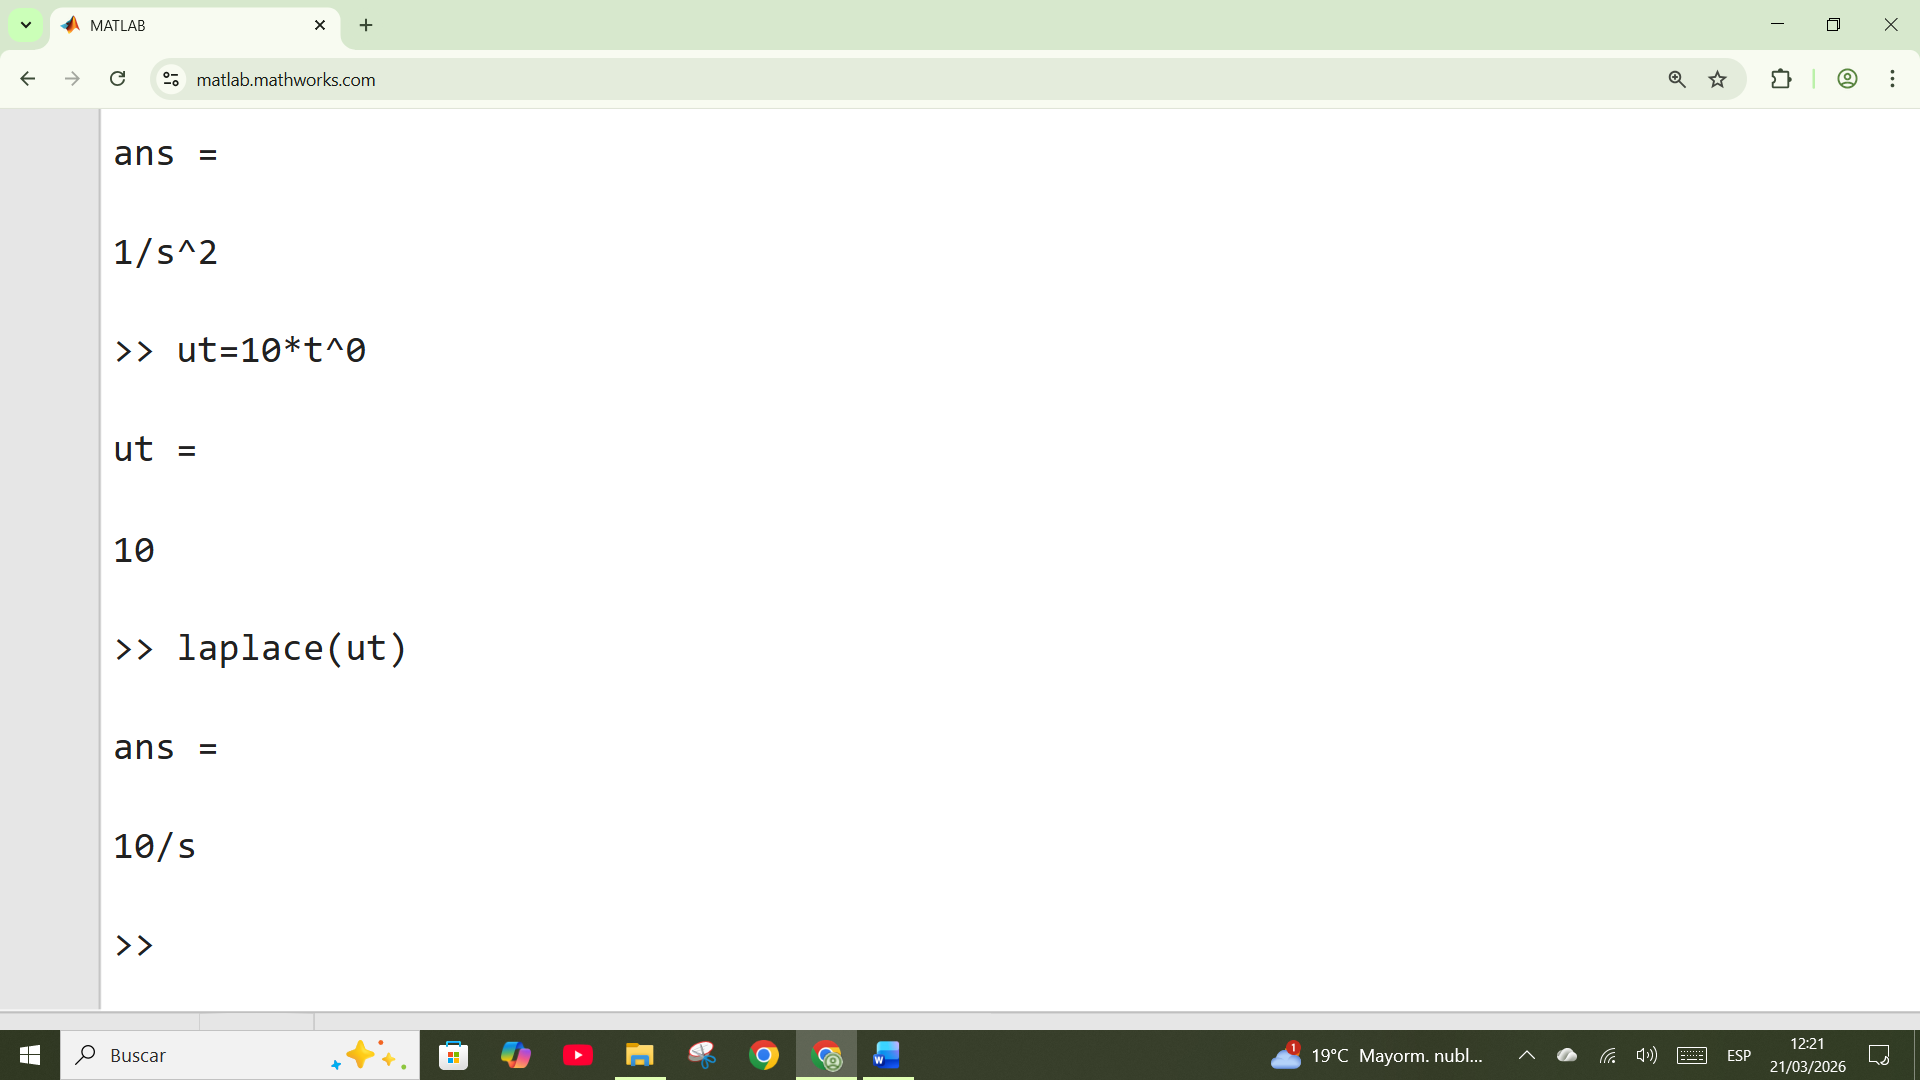 MATLAB
matlab.mathworks.com
ans =
1/s^2
>> ut=10*t^0
ut =
10
>> laplace(ut)
ans =
10/s
>>
Buscar
1
19°C Mayorm. nubl...
ESP
12:21
21/03/2026